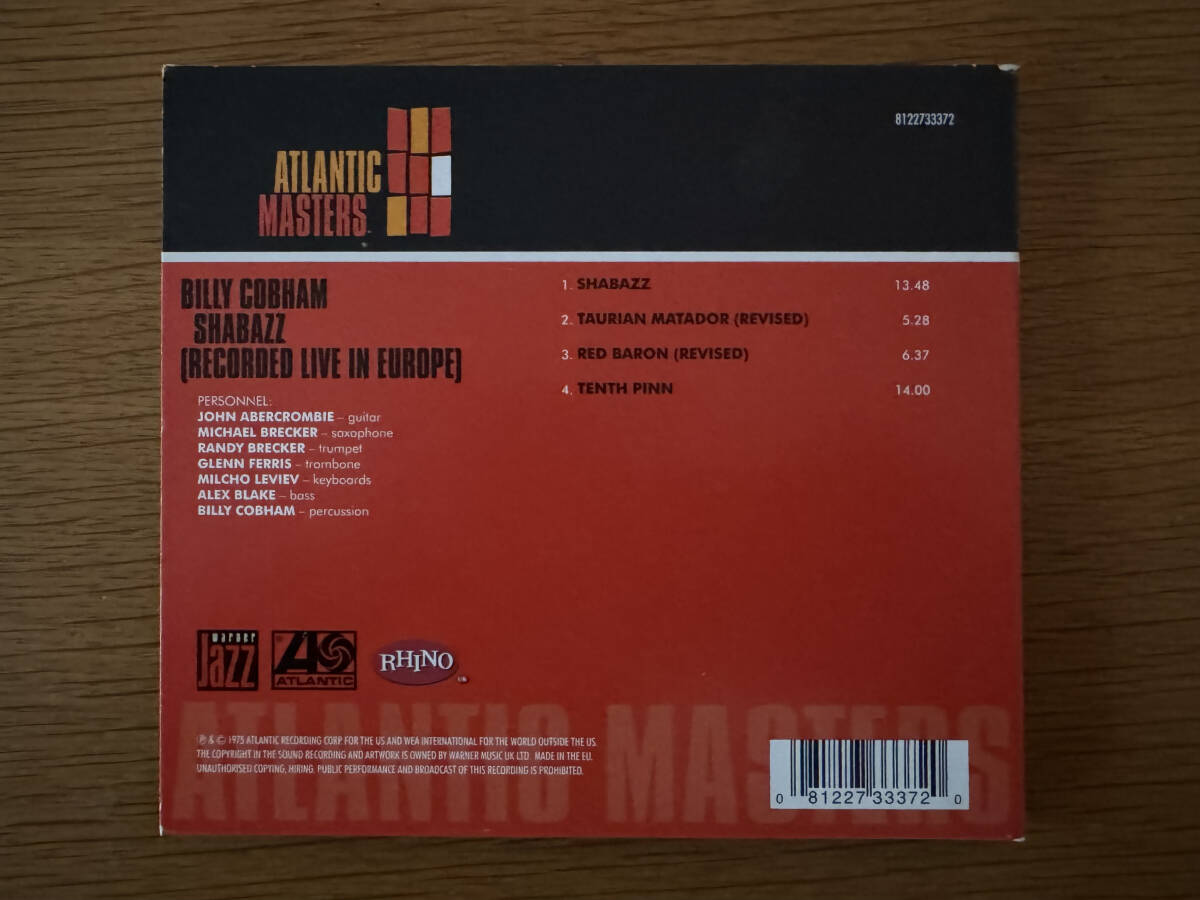 8122733372
ATLANTIC
MASTERS
BILLY COBHAM
SHABAZZ
(RECORDED LIVE IN EUROPE)
PERSONNEL:
JOHN ABERCROMBIE – guitar
MICHAEL BRECKER – saxophone
RANDY BRECKER – trumpet
GLENN FERRIS – trombone
MILCHO LEVIEV – keyboards
ALEX BLAKE – bass
BILLY COBHAM – percussion
1. SHABAZZ 13.48
2. TAURIAN MATADOR (REVISED) 5.28
3. RED BARON (REVISED) 6.37
4. TENTH PINN 14.00
warner
Jazz
ATLANTIC
RHINO
UK
ATLANTIC MASTERS
℗ & © 1975 ATLANTIC RECORDING CORP FOR THE US AND WEA INTERNATIONAL FOR THE WORLD OUTSIDE THE US.
THE COPYRIGHT IN THE SOUND RECORDING AND ARTWORK IS OWNED BY WARNER MUSIC UK LTD. MADE IN THE EU.
UNAUTHORISED COPYING, HIRING, PUBLIC PERFORMANCE AND BROADCAST OF THIS RECORDING IS PROHIBITED.
0 81227 33372 0